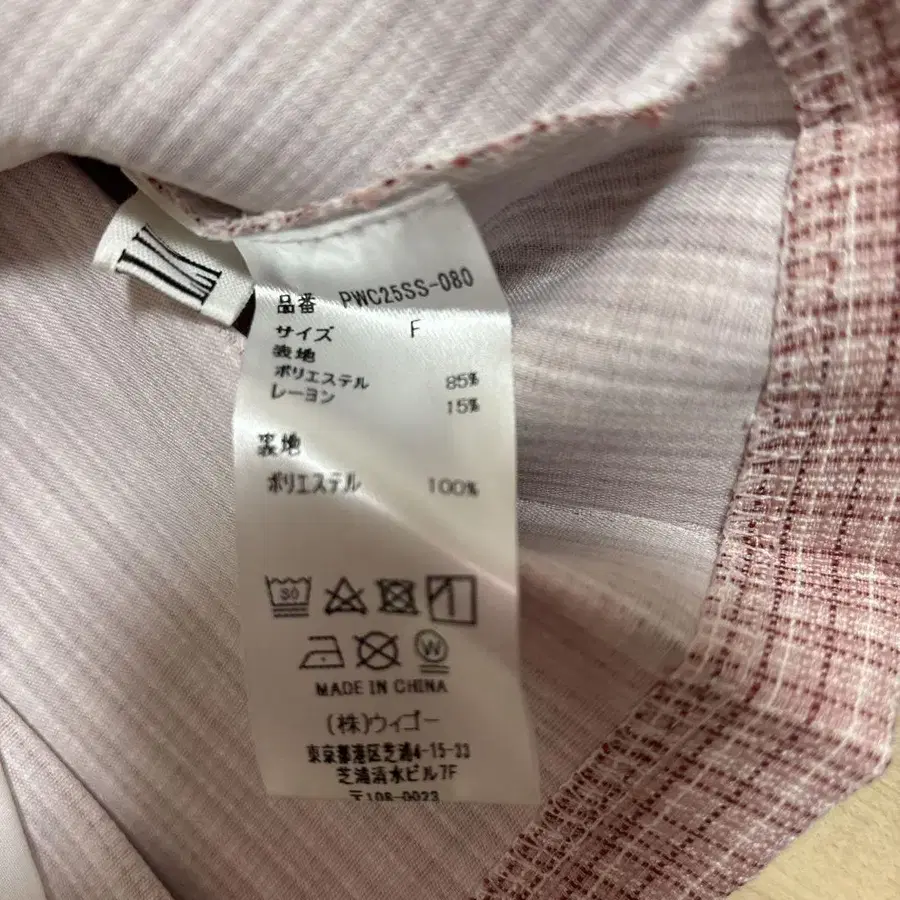 品番 PWC25SS-080
サイズ F
表地
ポリエステル 85%
レーヨン 15%
裏地
ポリエステル 100%
30
W
MADE IN CHINA
(株)ウィゴー
東京都港区芝浦4-15-33
芝浦清水ビル7F
〒108-0023